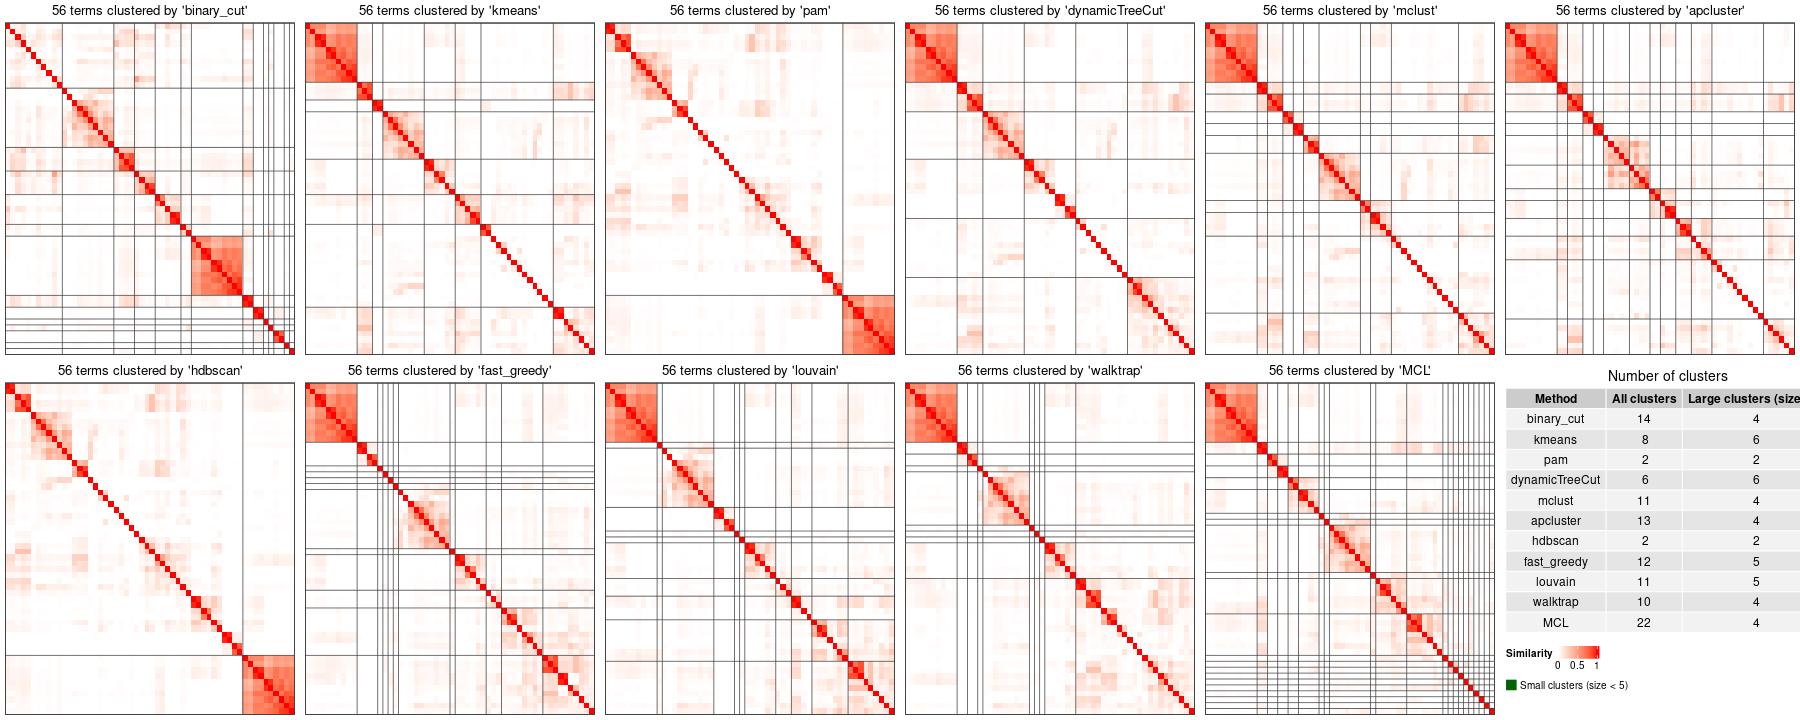 56 terms clustered by 'binary_cut'
56 terms clustered by 'kmeans'
56 terms clustered by 'pam'
56 terms clustered by 'dynamicTreeCut'
56 terms clustered by 'mclust'
56 terms clustered by 'apcluster'
56 terms clustered by 'hdbscan'
56 terms clustered by 'fast_greedy'
56 terms clustered by 'louvain'
56 terms clustered by 'walktrap'
56 terms clustered by 'MCL'
Number of clusters
Method All clusters Large clusters (size
binary_cut 14 4
kmeans 8 6
pam 2 2
dynamicTreeCut 6 6
mclust 11 4
apcluster 13 4
hdbscan 2 2
fast_greedy 12 5
louvain 11 5
walktrap 10 4
MCL 22 4
Similarity
0 0.5 1
Small clusters (size < 5)